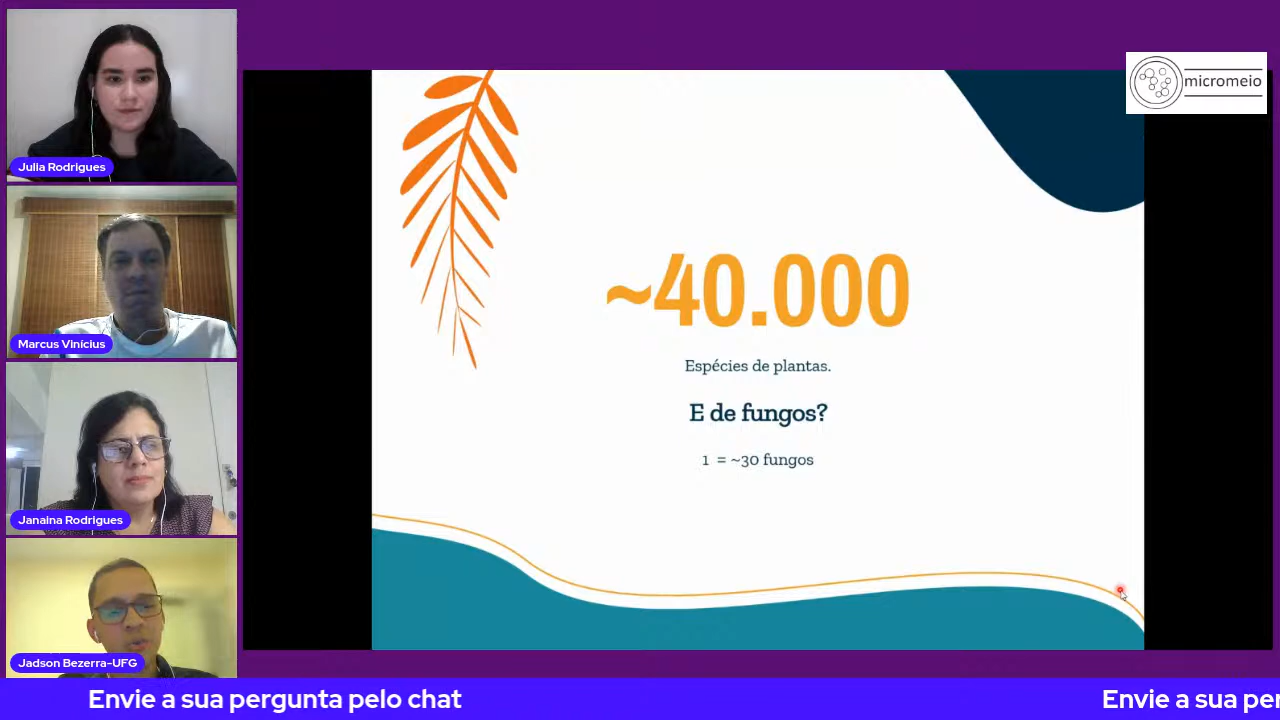 Julia Rodrigues
Marcus Vinícius
Janaina Rodrigues
Jadson Bezerra-UFG
micromeio
~40.000
Espécies de plantas.
E de fungos?
1 = ~30 fungos
Envie a sua pergunta pelo chat
Envie a sua per